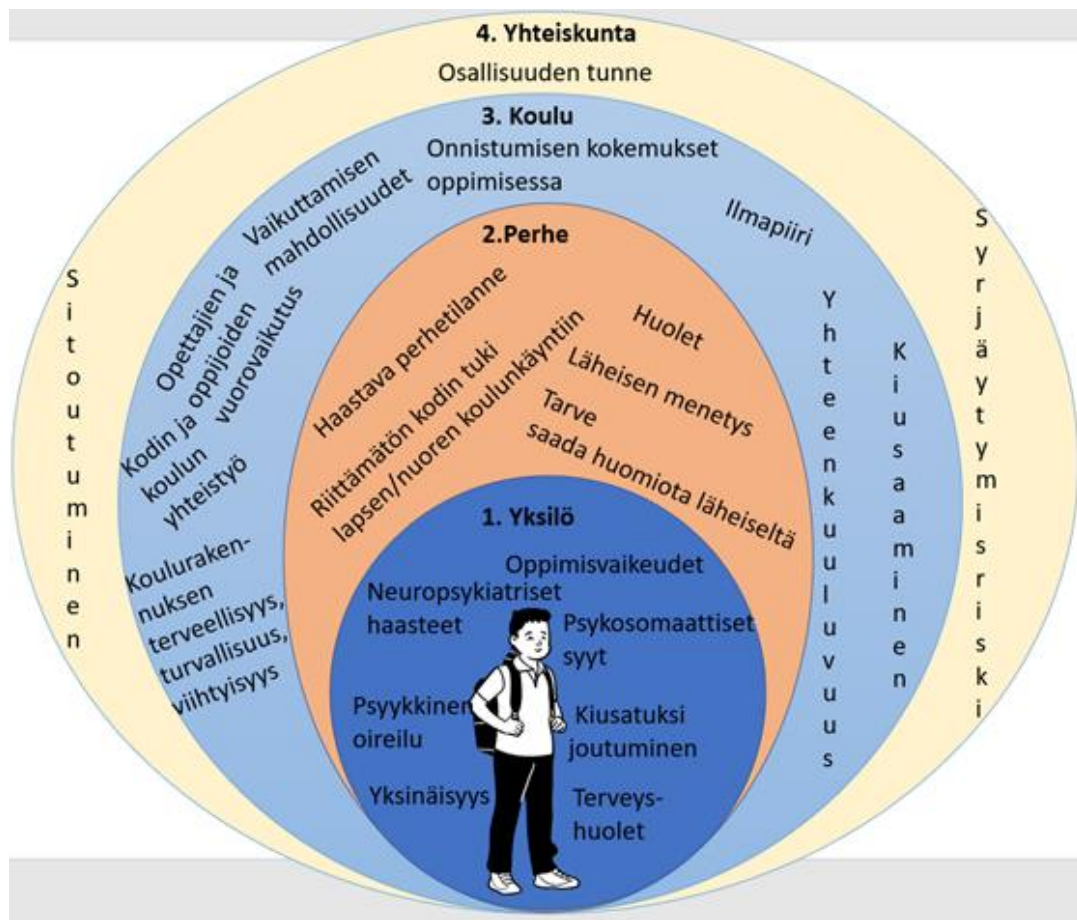 4. Yhteiskunta
Osallisuuden tunne
Sitoutuminen
Syrjäytymisriski
3. Koulu
Onnistumisen kokemukset
oppimisessa
Vaikuttamisen
mahdollisuudet
Opettajien ja
oppijoiden
vuorovaikutus
Kodin ja
koulun
yhteistyö
Kouluraken-
nuksen
terveellisyys,
turvallisuus,
viihtyisyys
Ilmapiiri
Yhteenkuuluvuus
Kiusaaminen
2.Perhe
Haastava perhetilanne
Riittämätön kodin tuki
lapsen/nuoren koulunkäyntiin
Huolet
Läheisen menetys
Tarve
saada huomiota läheiseltä
1. Yksilö
Oppimisvaikeudet
Neuropsykiatriset
haasteet
Psykosomaattiset
syyt
Psyykkinen
oireilu
Kiusatuksi
joutuminen
Yksinäisyys
Terveys-
huolet